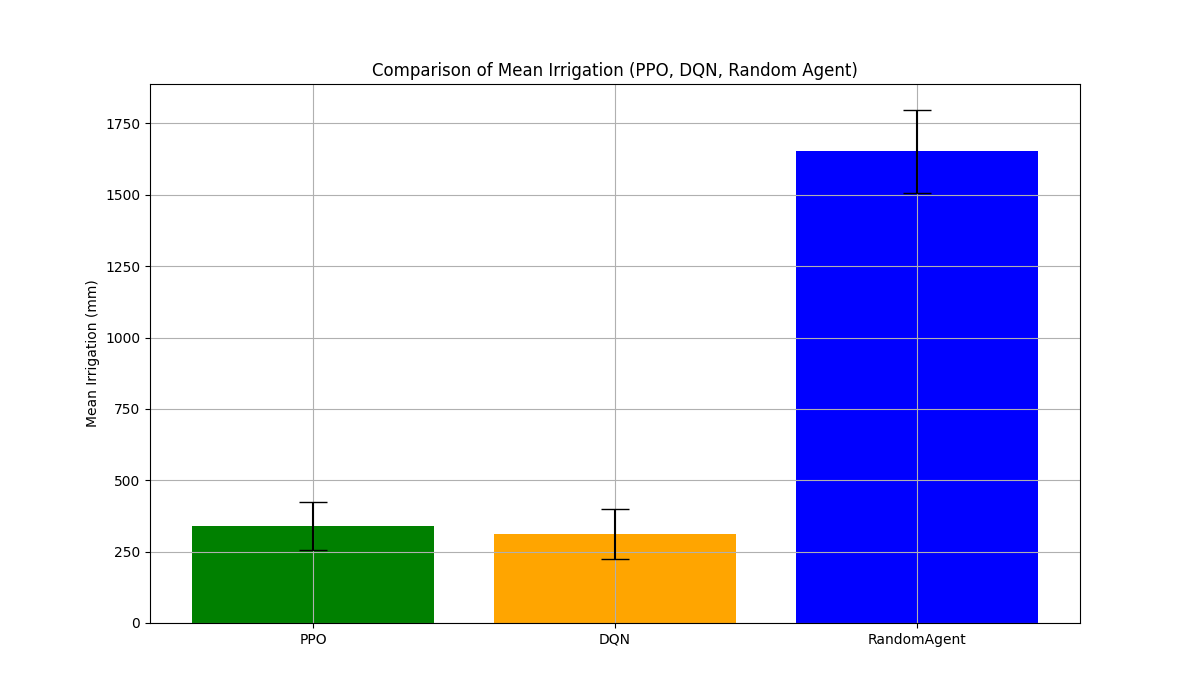 Comparison of Mean Irrigation (PPO, DQN, Random Agent)
Mean Irrigation (mm)
1750
1500
1250
1000
750
500
250
0
PPO
DQN
RandomAgent